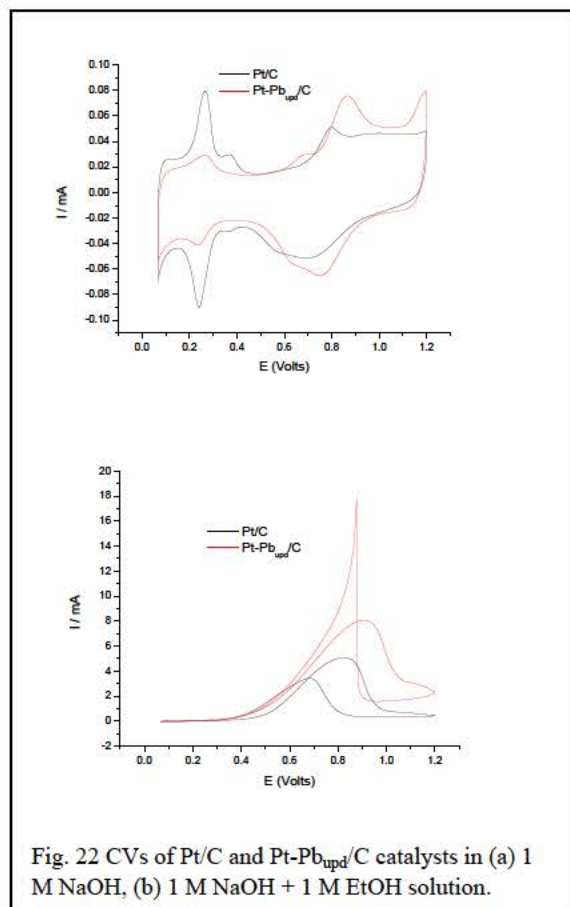 0.10
0.08
0.06
0.04
0.02
0.00
-0.02
-0.04
-0.06
-0.08
-0.10
I / mA
Pt/C
Pt-Pbupd/C
0.0 0.2 0.4 0.6 0.8 1.0 1.2
E (Volts)
20
18
16
14
12
10
8
6
4
2
0
-2
I / mA
Pt/C
Pt-Pbupd/C
0.0 0.2 0.4 0.6 0.8 1.0 1.2
E (Volts)
Fig. 22 CVs of Pt/C and Pt-Pbupd/C catalysts in (a) 1
M NaOH, (b) 1 M NaOH + 1 M EtOH solution.